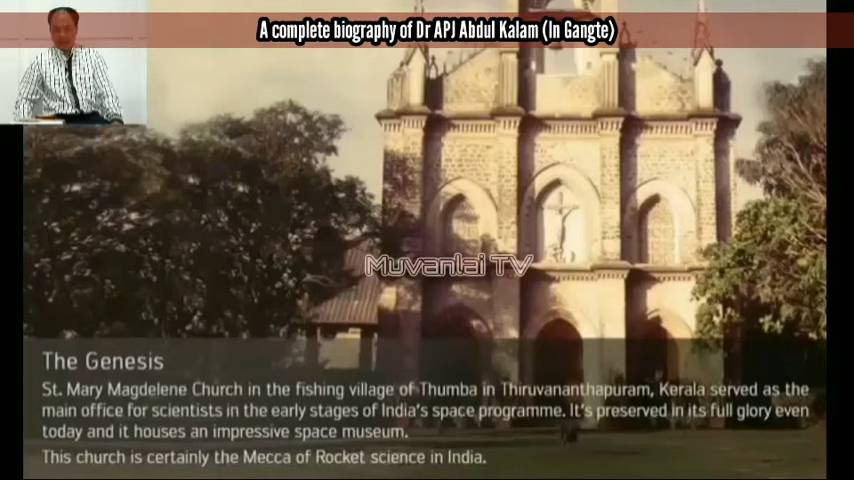 A complete biography of Dr APJ Abdul Kalam (In Gangte)
Muvanlai TV
The Genesis
St. Mary Magdelene Church in the fishing village of Thumba in Thiruvananthapuram, Kerala served as the
main office for scientists in the early stages of India's space programme. It's preserved in its full glory even
today and it houses an impressive space museum.
This church is certainly the Mecca of Rocket science in India.